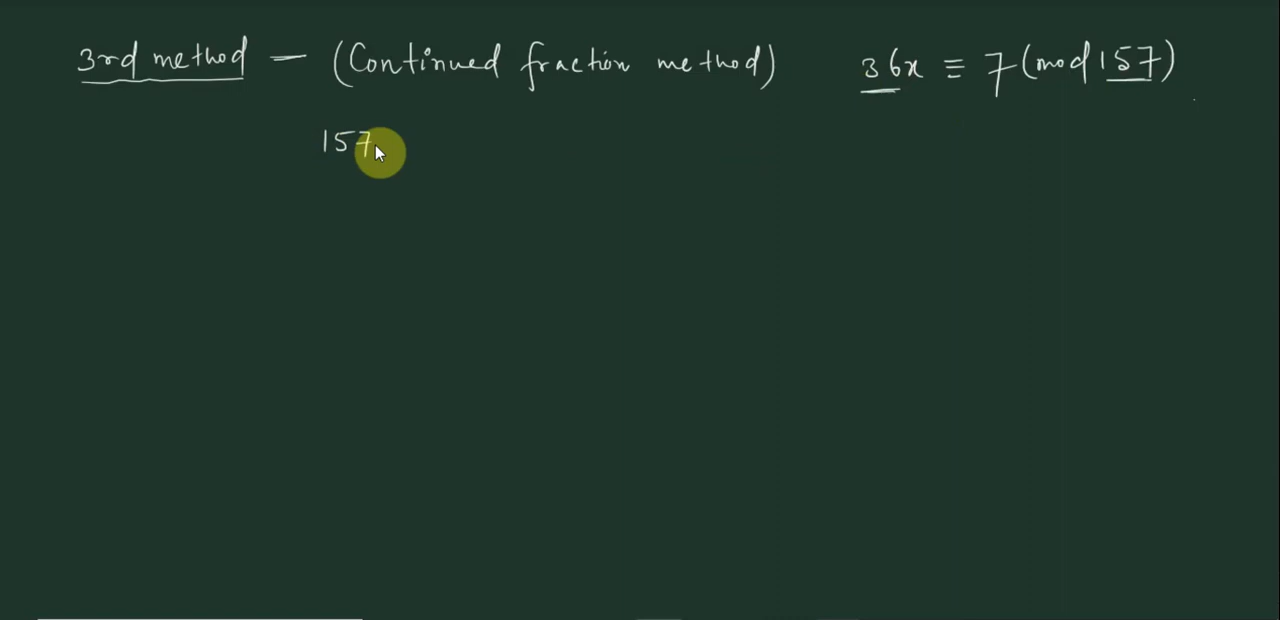 3rd method — (Continued fraction method) 36x ≡ 7 (mod 157)
157